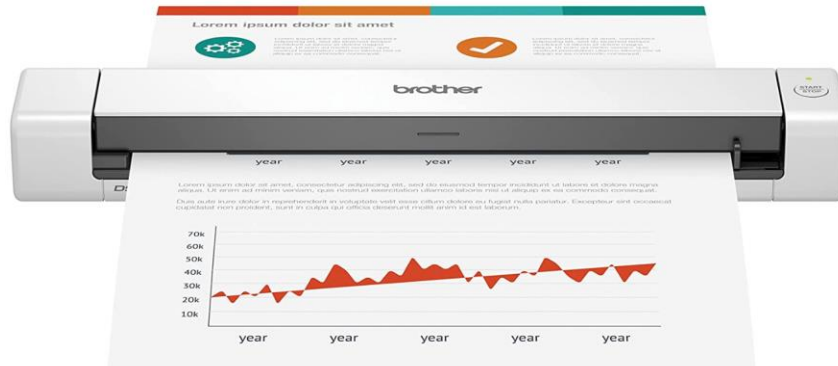 Lorem ipsum dolor sit amet
brother
START
STOP
year year year year year
DS
Lorem ipsum dolor sit amet, consectetur adipiscing elit, sed do eiusmod tempor incididunt ut labore et dolore magna
aliqua. Ut enim ad minim veniam, quis nostrud exercitation ullamco laboris nisi ut aliquip ex ea commodo consequat.
Duis aute irure dolor in reprehenderit in voluptate velit esse cillum dolore eu fugiat nulla pariatur. Excepteur sint occaecat
cupidatat non proident, sunt in culpa qui officia deserunt mollit anim id est laborum.
70k
60k
50k
40k
30k
20k
10k
year year year year year